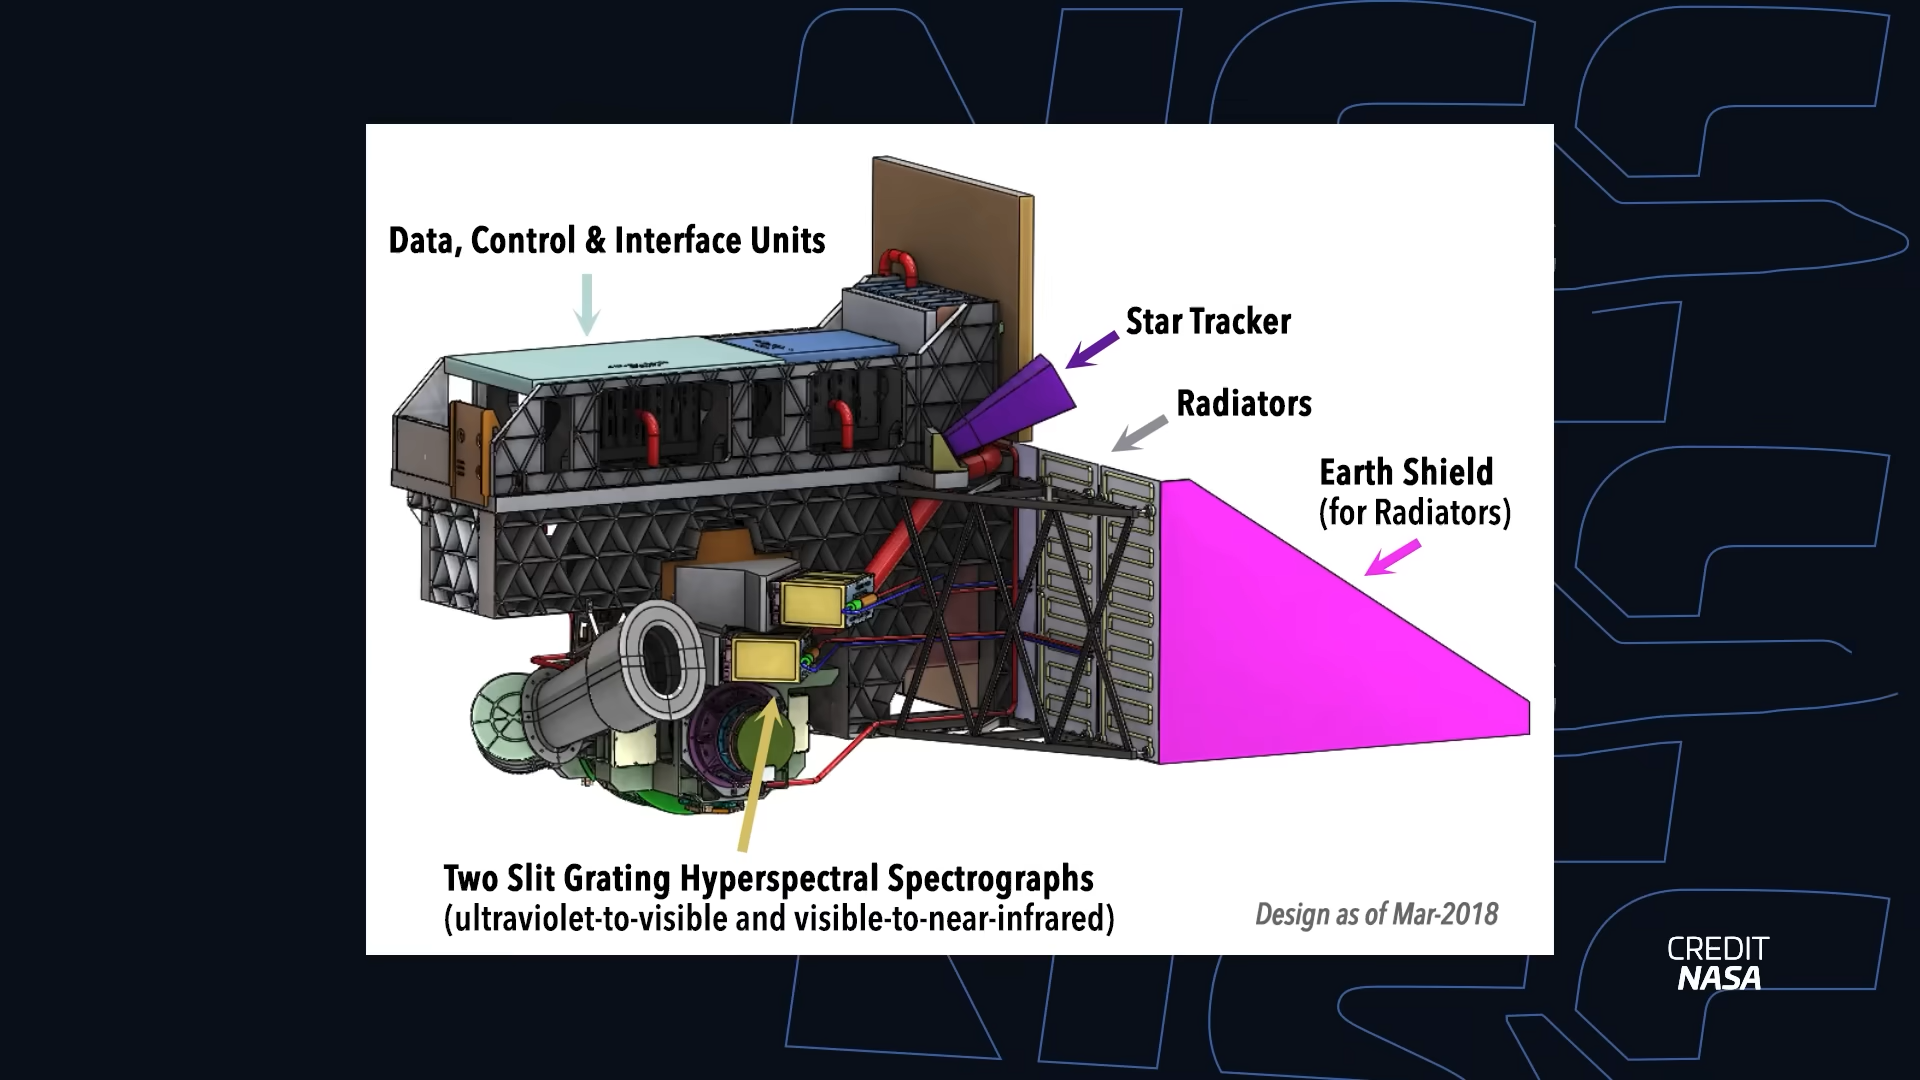 Data, Control & Interface Units
Star Tracker
Radiators
Earth Shield
(for Radiators)
Two Slit Grating Hyperspectral Spectrographs
(ultraviolet-to-visible and visible-to-near-infrared)
Design as of Mar-2018
CREDIT
NASA